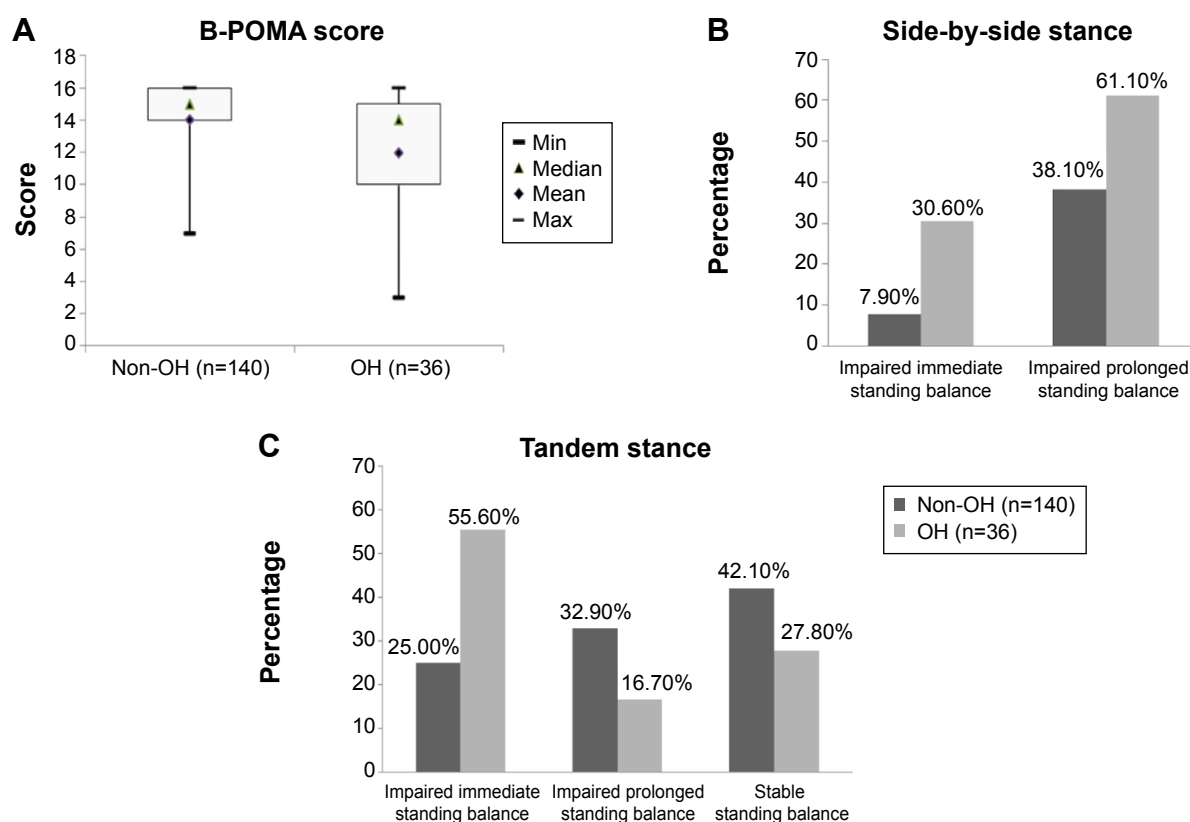 A
B-POMA score
Score
18
16
14
12
10
8
6
4
2
0
Non-OH (n=140)
OH (n=36)
Min
Median
Mean
Max
B
Side-by-side stance
Percentage
70
60
50
40
30
20
10
0
7.90%
30.60%
38.10%
61.10%
Impaired immediate
standing balance
Impaired prolonged
standing balance
C
Tandem stance
Percentage
70
60
50
40
30
20
10
0
25.00%
55.60%
32.90%
16.70%
42.10%
27.80%
Impaired immediate
standing balance
Impaired prolonged
standing balance
Stable
standing balance
Non-OH (n=140)
OH (n=36)